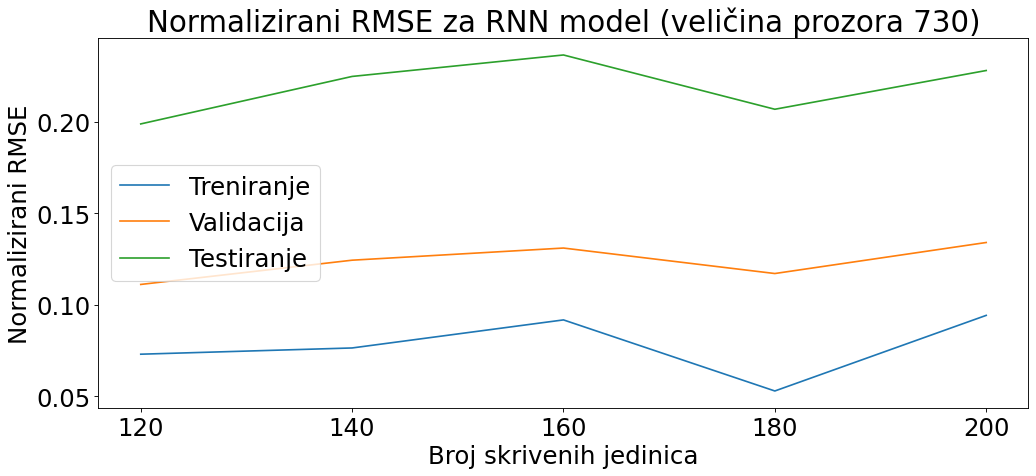 Normalizirani RMSE za RNN model (veličina prozora 730)
Normalizirani RMSE
0.20
0.15
0.10
0.05
Treniranje
Validacija
Testiranje
120 140 160 180 200
Broj skrivenih jedinica